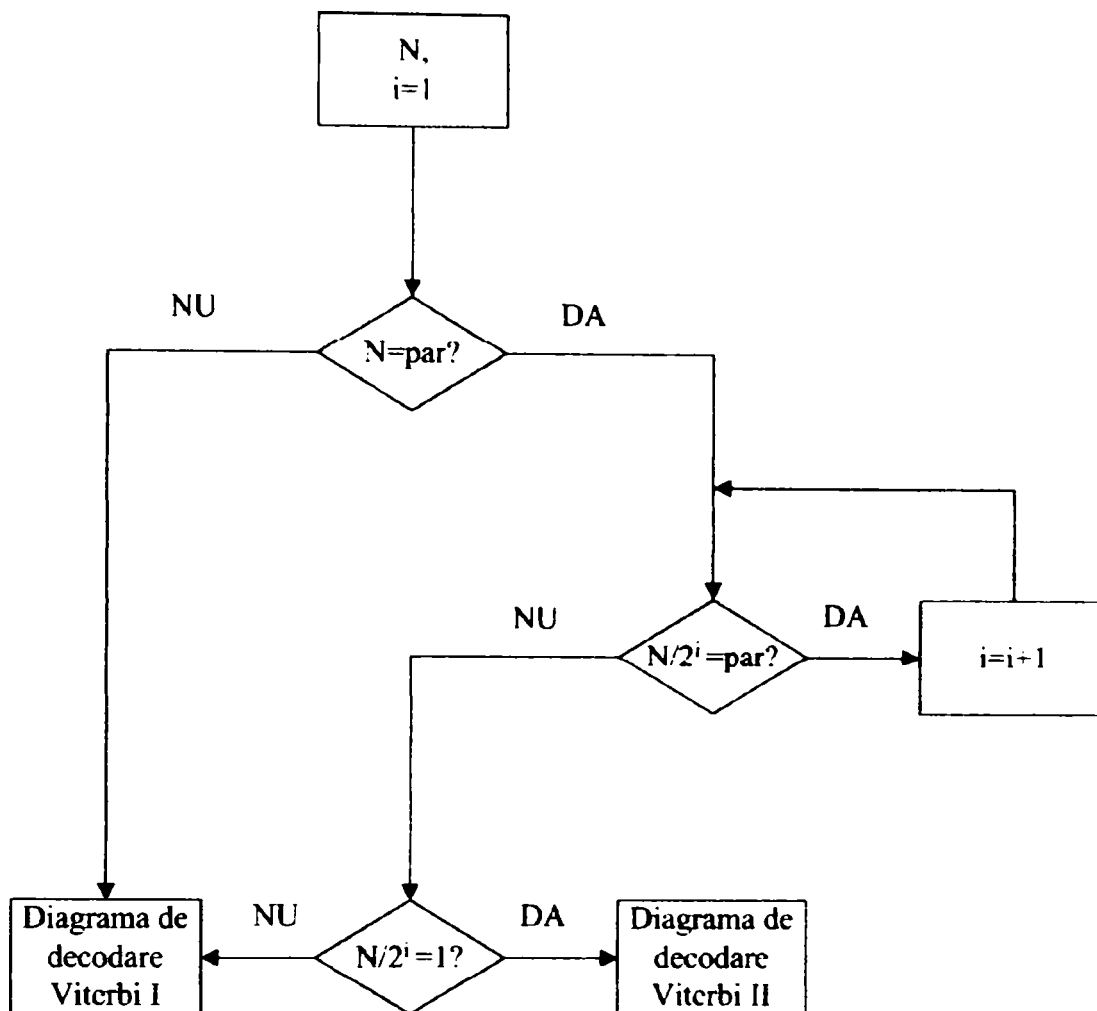 N,
i=1
NU
DA
N=par?
NU
DA
N/2ⁱ=par?
i=i+1
Diagrama de
decodare
Viterbi I
NU
N/2ⁱ=1?
DA
Diagrama de
decodare
Viterbi II